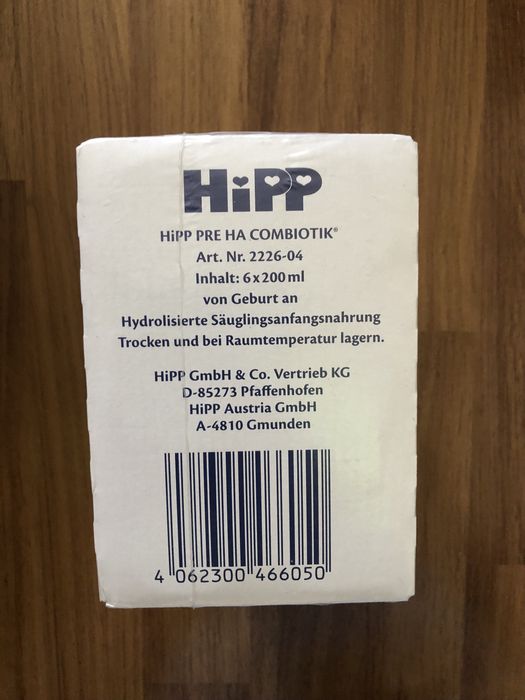 HiPP
HiPP PRE HA COMBIOTIK®
Art. Nr. 2226-04
Inhalt: 6x200ml
von Geburt an
Hydrolisierte Säuglingsanfangsnahrung
Trocken und bei Raumtemperatur lagern.
HiPP GmbH & Co. Vertrieb KG
D-85273 Pfaffenhofen
HiPP Austria GmbH
A-4810 Gmunden
4 062300 466050